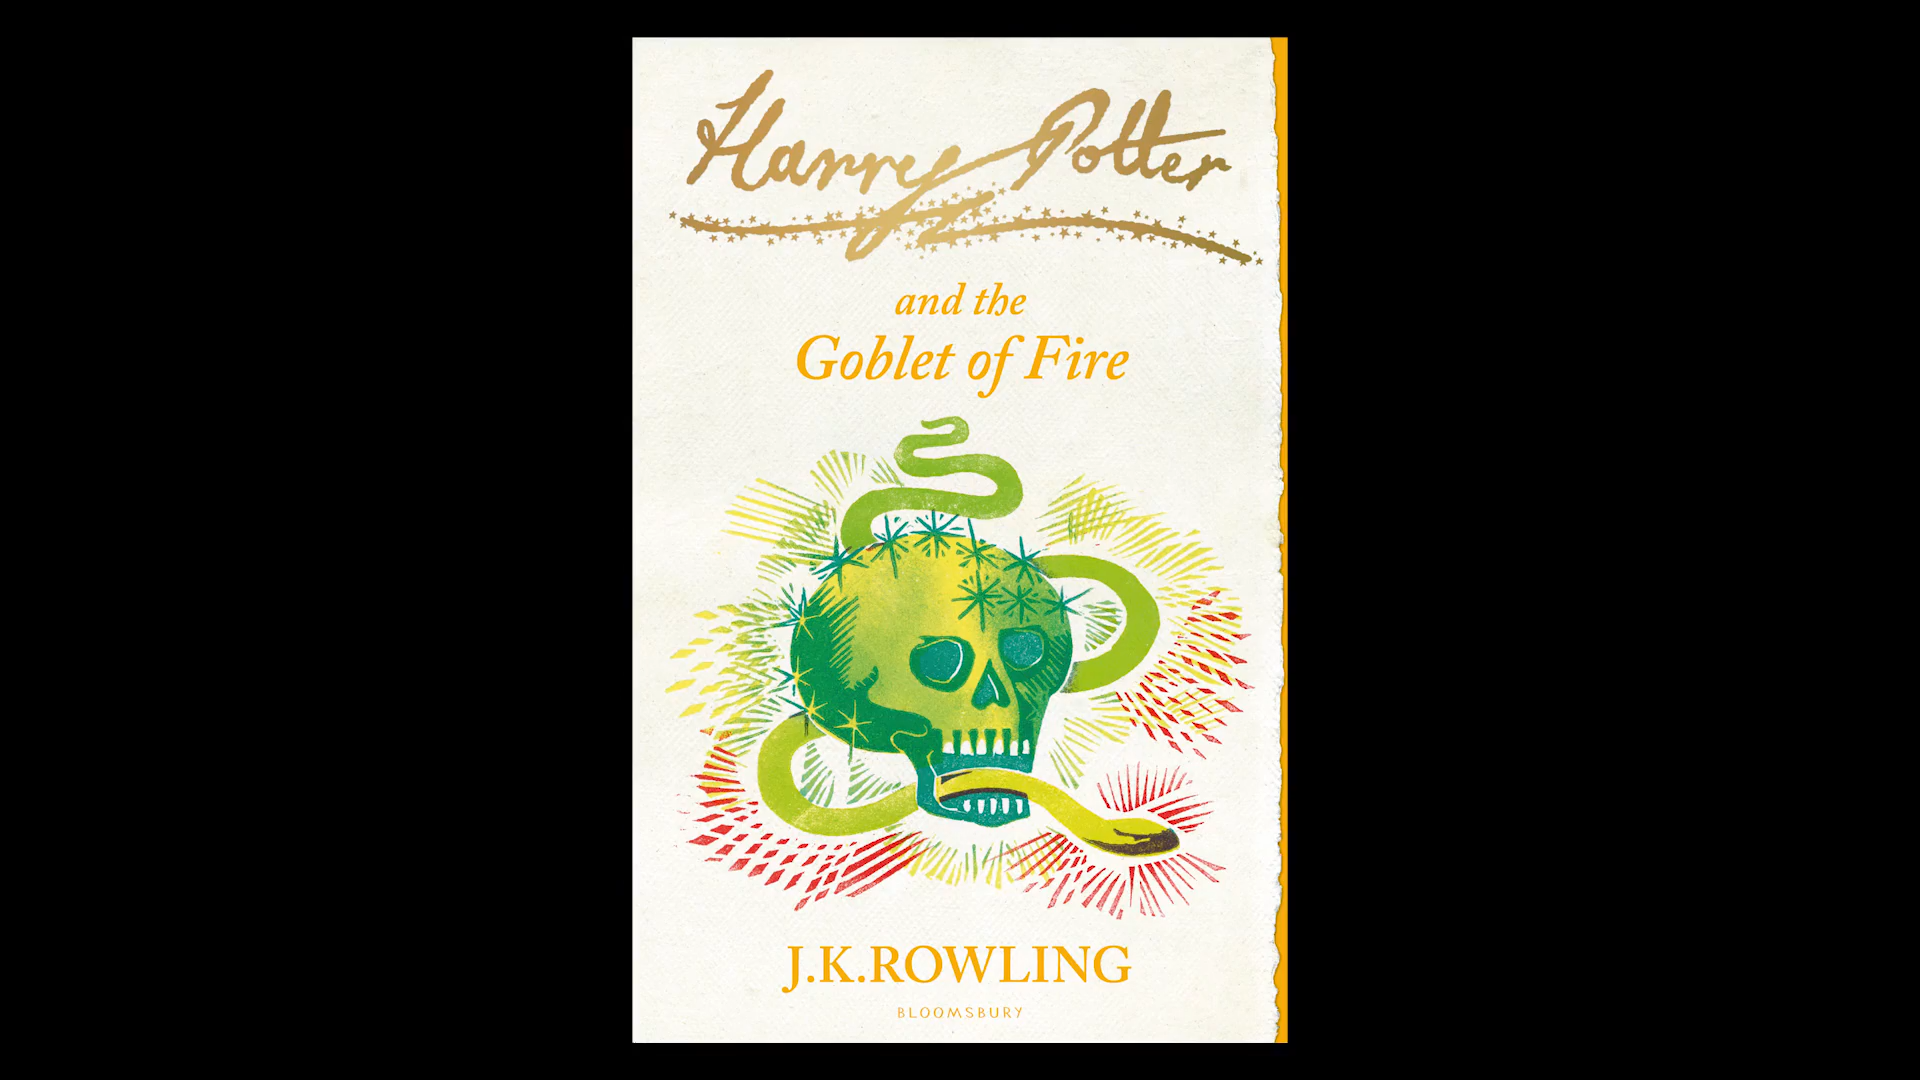 Harry Potter
and the
Goblet of Fire
J.K.ROWLING
BLOOMSBURY